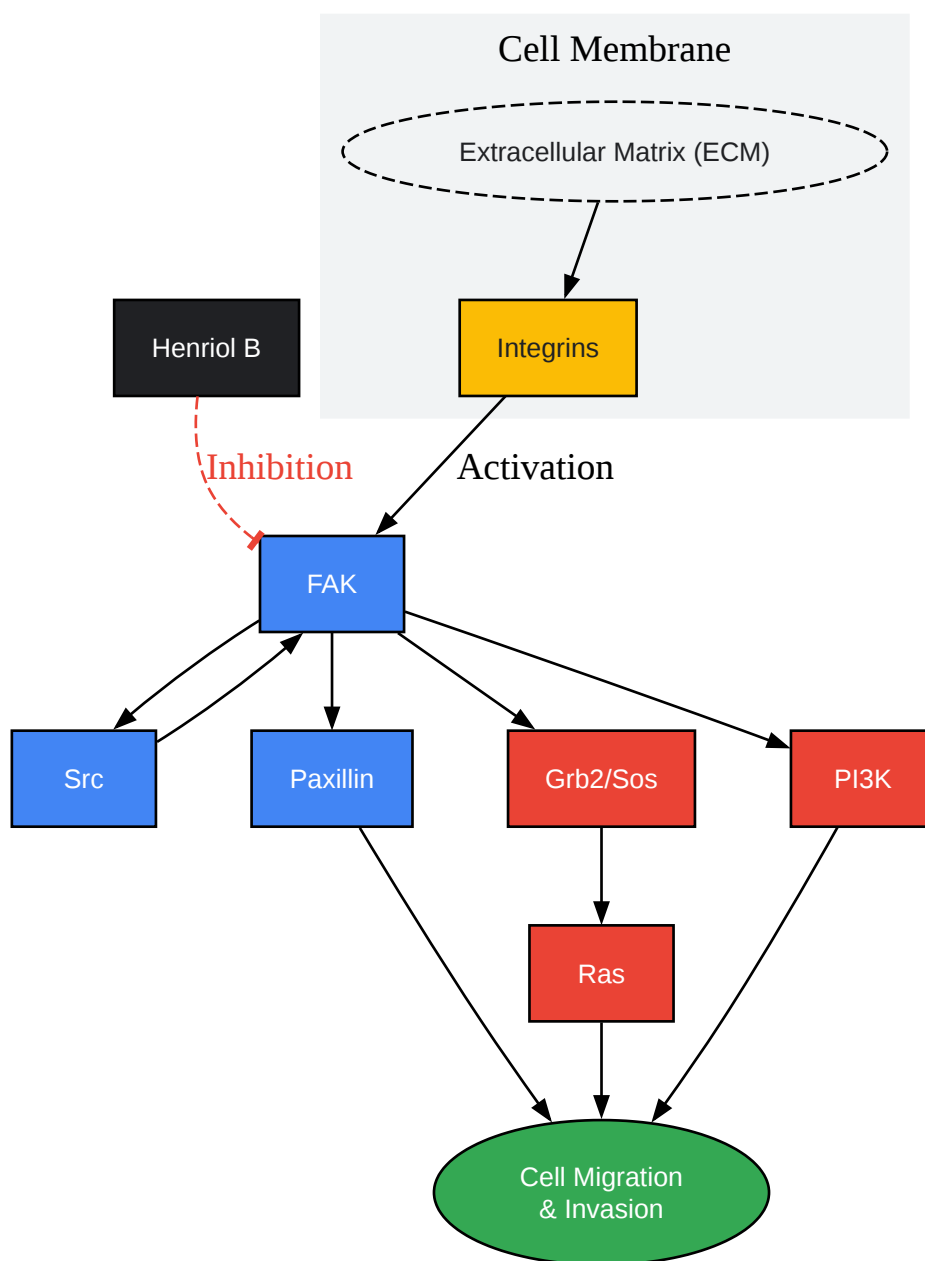 Cell Membrane
Extracellular Matrix (ECM)
Henriol B
Integrins
Inhibition
Activation
FAK
Src
Paxillin
Grb2/Sos
PI3K
Ras
Cell Migration
& Invasion